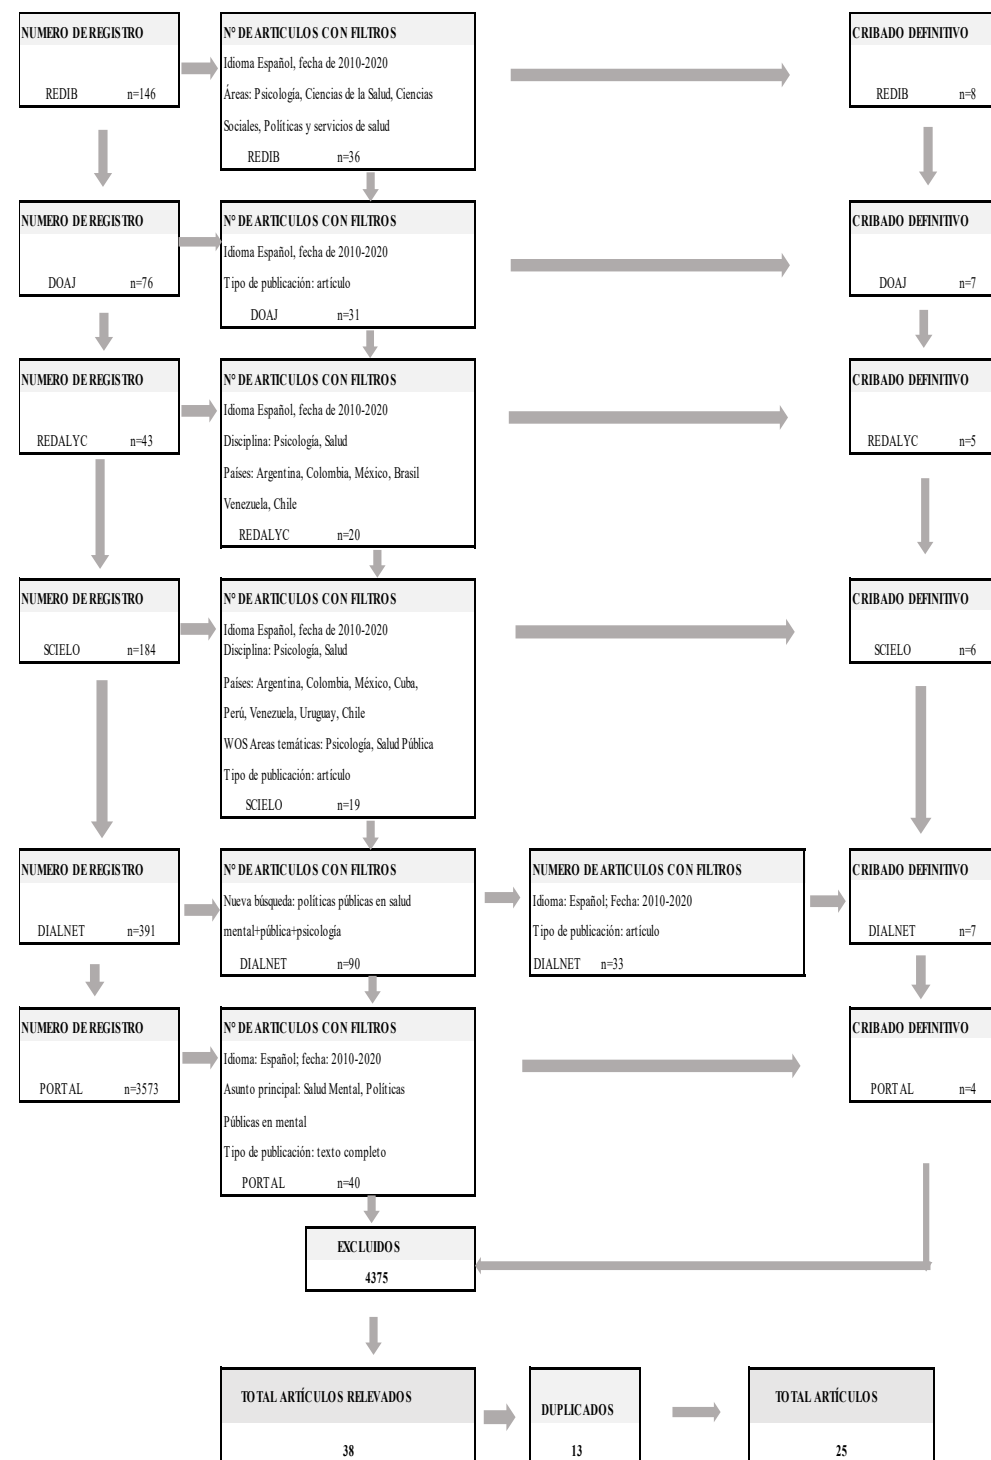 NUMERO DE REGISTRO
REDIB n=146
N° DE ARTICULOS CON FILTROS
Idioma Español, fecha de 2010-2020
Áreas: Psicología, Ciencias de la Salud, Ciencias
Sociales, Políticas y servicios de salud
REDIB n=36
CRIBADO DEFINITIVO
REDIB n=8
NUMERO DE REGISTRO
DOAJ n=76
N° DE ARTICULOS CON FILTROS
Idioma Español, fecha de 2010-2020
Tipo de publicación: artículo
DOAJ n=31
CRIBADO DEFINITIVO
DOAJ n=7
NUMERO DE REGISTRO
REDALYC n=43
N° DE ARTICULOS CON FILTROS
Idioma Español, fecha de 2010-2020
Disciplina: Psicología, Salud
Países: Argentina, Colombia, México, Brasil
Venezuela, Chile
REDALYC n=20
CRIBADO DEFINITIVO
REDALYC n=5
NUMERO DE REGISTRO
SCIELO n=184
N° DE ARTICULOS CON FILTROS
Idioma Español, fecha de 2010-2020
Disciplina: Psicología, Salud
Países: Argentina, Colombia, México, Cuba,
Perú, Venezuela, Uruguay, Chile
WOS Areas temáticas: Psicología, Salud Pública
Tipo de publicación: artículo
SCIELO n=19
CRIBADO DEFINITIVO
SCIELO n=6
NUMERO DE REGISTRO
DIALNET n=391
N° DE ARTICULOS CON FILTROS
Nueva búsqueda: políticas públicas en salud
mental+pública+psicología
DIALNET n=90
NUMERO DE ARTICULOS CON FILTROS
Idioma: Español; Fecha: 2010-2020
Tipo de publicación: artículo
DIALNET n=33
CRIBADO DEFINITIVO
DIALNET n=7
NUMERO DE REGISTRO
PORTAL n=3573
N° DE ARTICULOS CON FILTROS
Idioma: Español; fecha: 2010-2020
Asunto principal: Salud Mental, Políticas
Públicas en mental
Tipo de publicación: texto completo
PORTAL n=40
CRIBADO DEFINITIVO
PORTAL n=4
EXCLUIDOS
4375
TOTAL ARTÍCULOS RELEVADOS
38
DUPLICADOS
13
TOTAL ARTÍCULOS
25